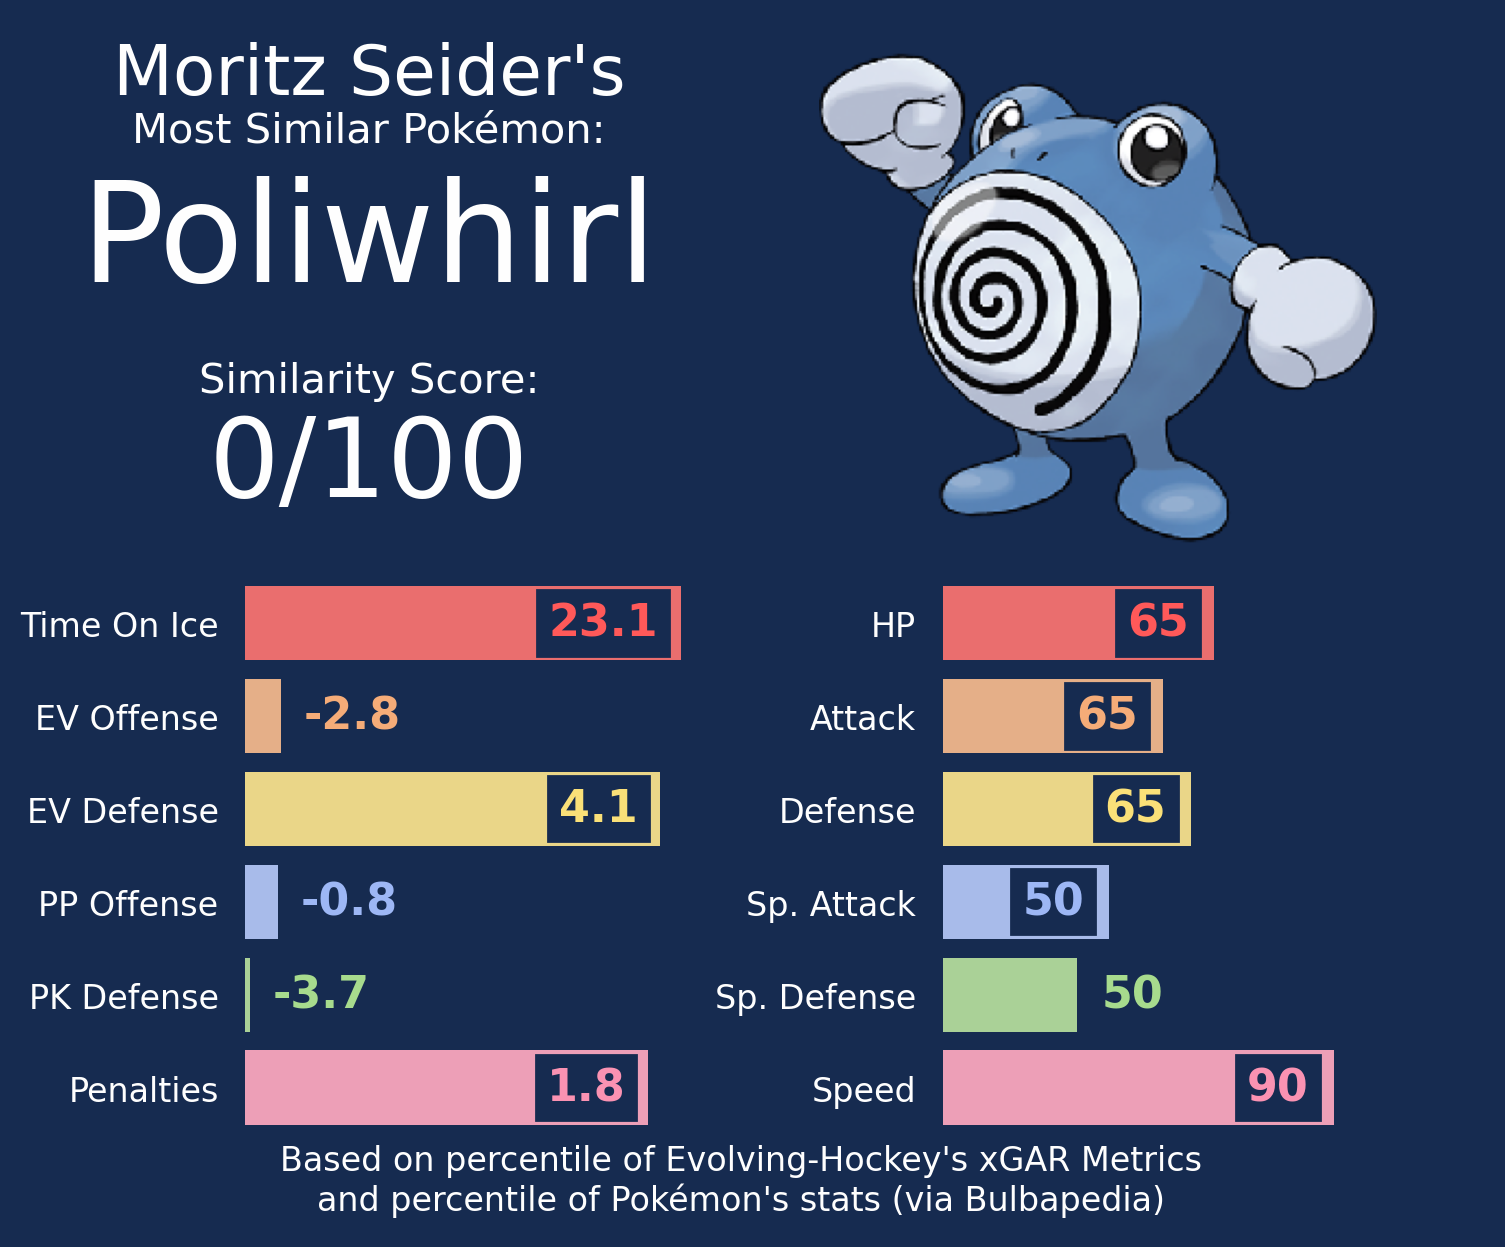 Moritz Seider's
Most Similar Pokémon:
Poliwhirl
Similarity Score:
0/100
Time On Ice 23.1
EV Offense -2.8
EV Defense 4.1
PP Offense -0.8
PK Defense -3.7
Penalties 1.8
HP 65
Attack 65
Defense 65
Sp. Attack 50
Sp. Defense 50
Speed 90
Based on percentile of Evolving-Hockey's xGAR Metrics
and percentile of Pokémon's stats (via Bulbapedia)